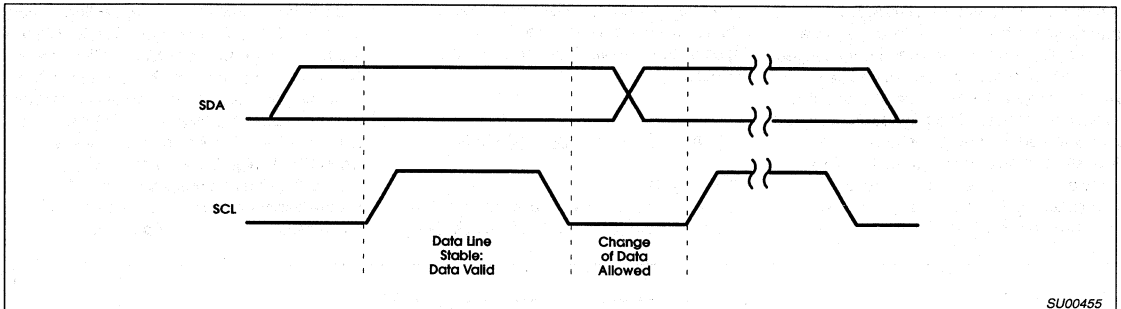 SDA
SCL
Data Line
Stable:
Data Valid
Change
of Data
Allowed
SU00455